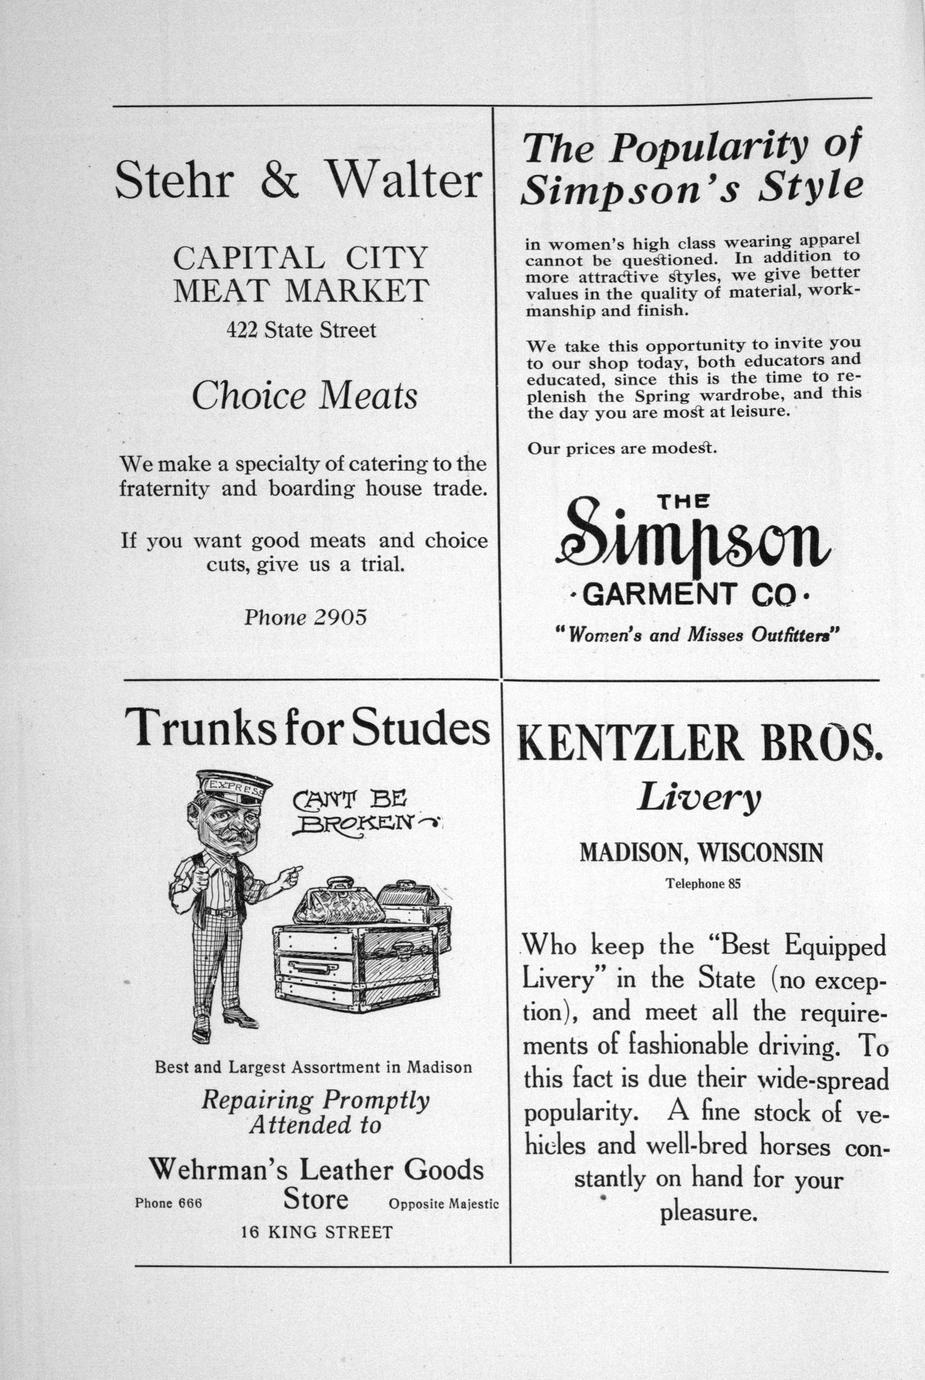 Stehr & Walter
CAPITAL CITY
MEAT MARKET
422 State Street
Choice Meats
We make a specialty of catering to the
fraternity and boarding house trade.
If you want good meats and choice
cuts, give us a trial.
Phone 2905
The Popularity of
Simpson's Style
in women's high class wearing apparel
cannot be questioned. In addition to
more attractive styles, we give better
values in the quality of material, work-
manship and finish.
We take this opportunity to invite you
to our shop today, both educators and
educated, since this is the time to re-
plenish the Spring wardrobe, and this
the day you are most at leisure.
Our prices are modest.
THE
Simpson
·GARMENT CO·
"Women's and Misses Outfitters"
Trunks for Studes
EXPRESS
CAN'T BE
BROKEN
Best and Largest Assortment in Madison
Repairing Promptly
Attended to
Wehrman's Leather Goods
Phone 666 Store Opposite Majestic
16 KING STREET
KENTZLER BROS.
Livery
MADISON, WISCONSIN
Telephone 85
Who keep the "Best Equipped
Livery" in the State (no excep-
tion), and meet all the require-
ments of fashionable driving. To
this fact is due their wide-spread
popularity. A fine stock of ve-
hicles and well-bred horses con-
stantly on hand for your
pleasure.